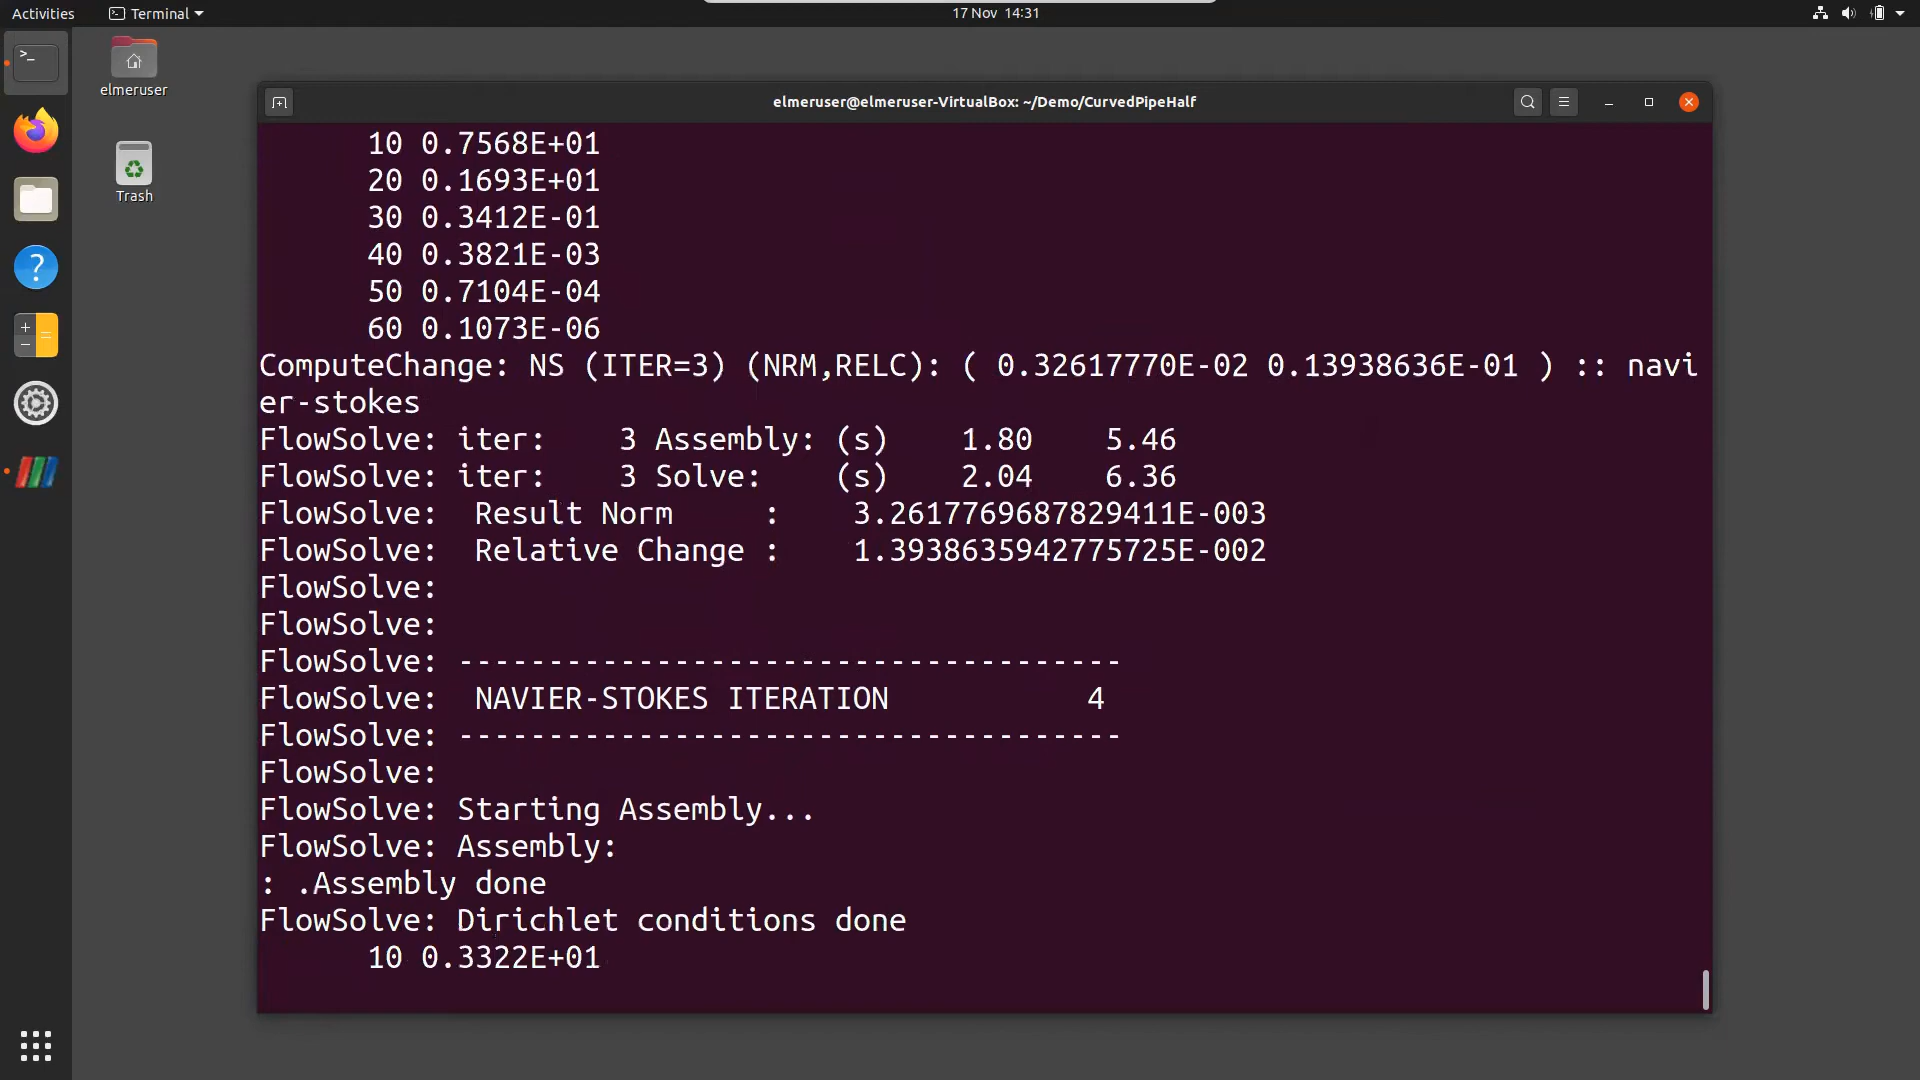 Activities
Terminal
17 Nov 14:31
elmeruser
Trash
elmeruser@elmeruser-VirtualBox: ~/Demo/CurvedPipeHalf
10 0.7568E+01
20 0.1693E+01
30 0.3412E-01
40 0.3821E-03
50 0.7104E-04
60 0.1073E-06
ComputeChange: NS (ITER=3) (NRM,RELC): ( 0.32617770E-02 0.13938636E-01 ) :: navi
er-stokes
FlowSolve: iter: 3 Assembly: (s) 1.80 5.46
FlowSolve: iter: 3 Solve: (s) 2.04 6.36
FlowSolve: Result Norm : 3.2617769687829411E-003
FlowSolve: Relative Change : 1.3938635942775725E-002
FlowSolve:
FlowSolve:
FlowSolve: -------------------------------------
FlowSolve: NAVIER-STOKES ITERATION 4
FlowSolve: -------------------------------------
FlowSolve:
FlowSolve: Starting Assembly...
FlowSolve: Assembly:
: .Assembly done
FlowSolve: Dirichlet conditions done
10 0.3322E+01